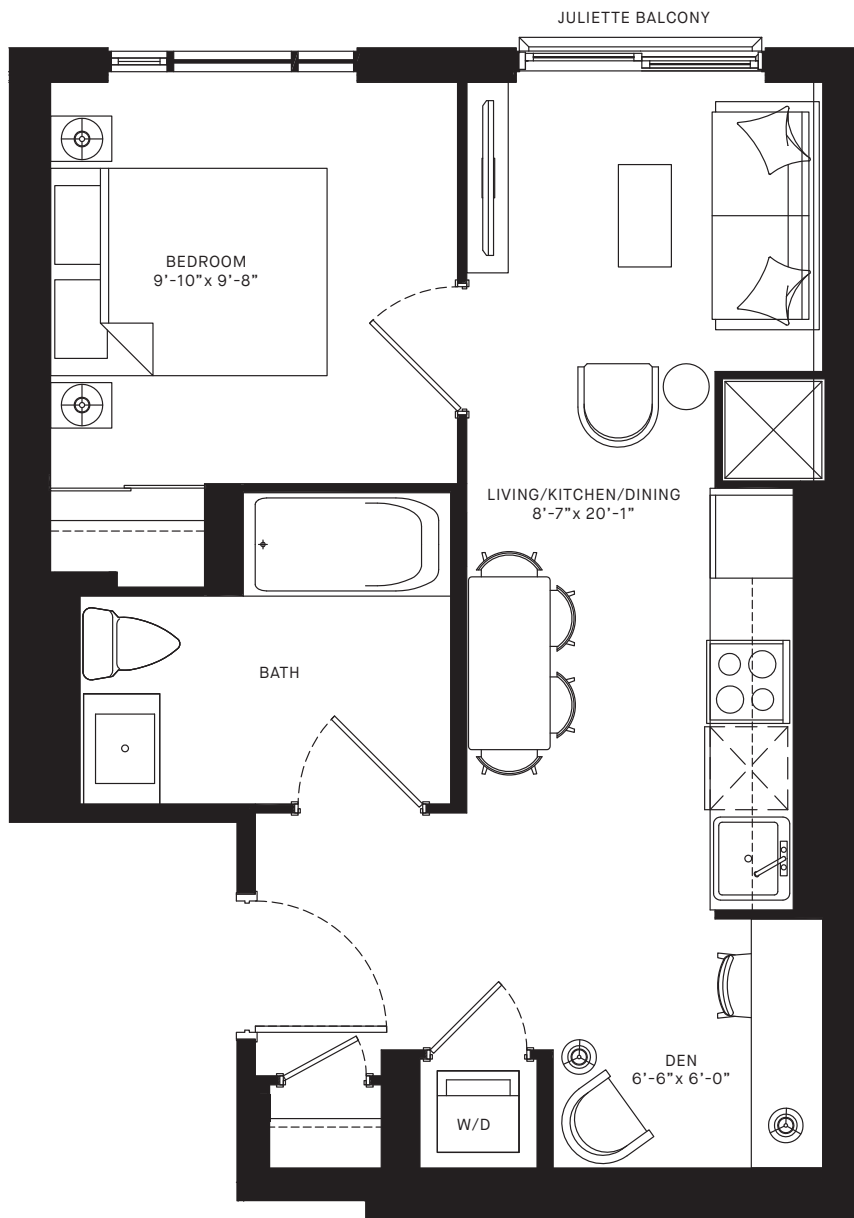 JULIETTE BALCONY
BEDROOM
9’-10”x 9’-8”
LIVING/KITCHEN/DINING
8’-7”x 20’-1”
BATH
DEN
6’-6”x 6’-0”
W/D